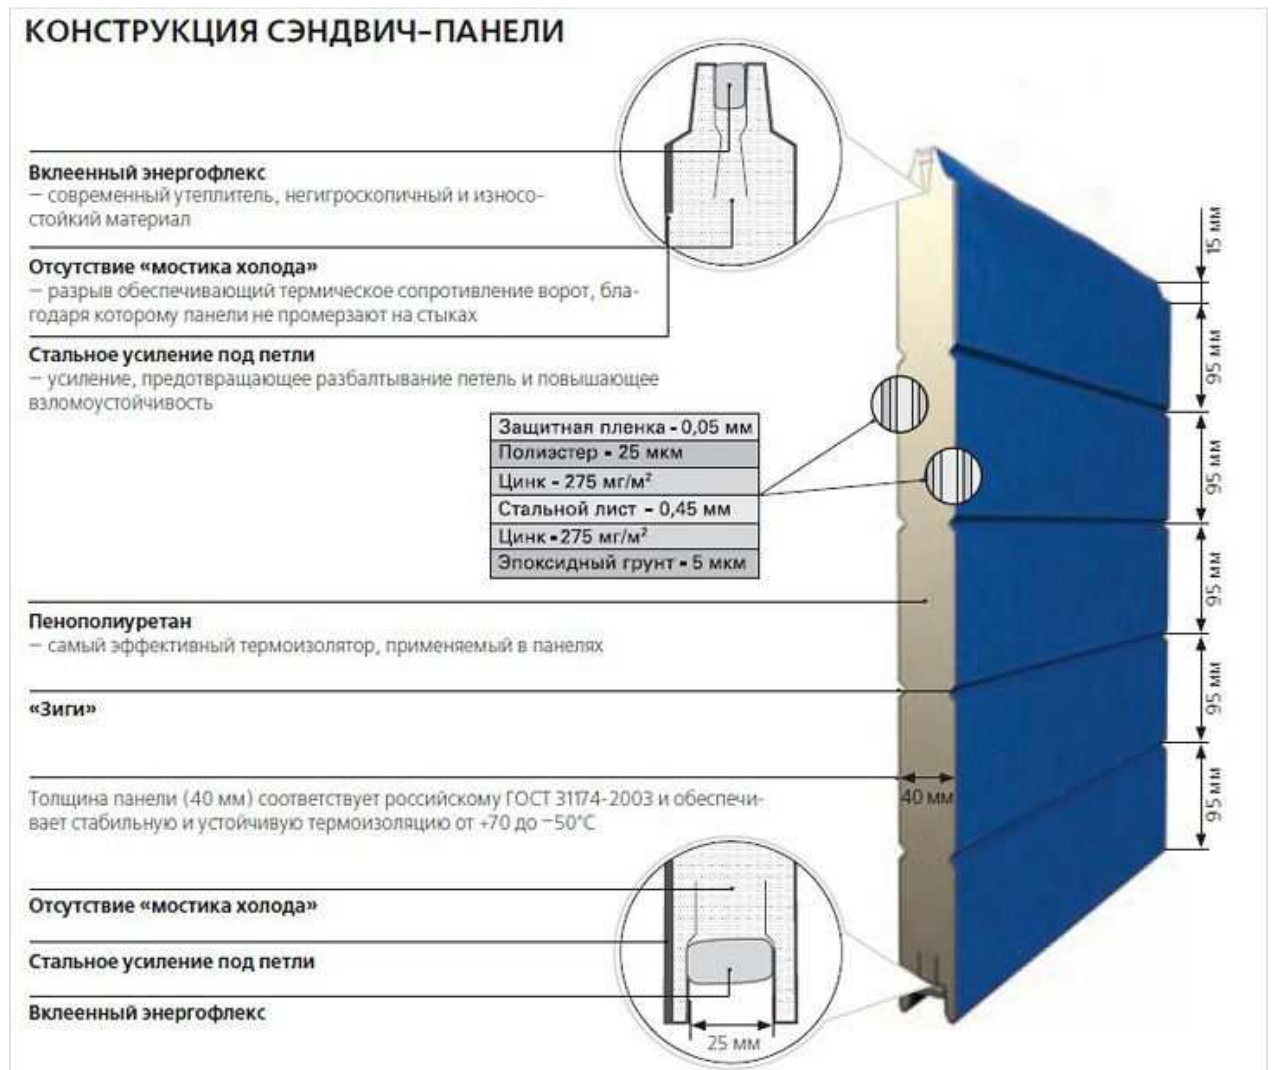 КОНСТРУКЦИЯ СЭНДВИЧ-ПАНЕЛИ
Вклеенный энергофлекс
— современный утеплитель, негигроскопичный и износо-
стойкий материал
Отсутствие «мостика холода»
— разрыв обеспечивающий термическое сопротивление ворот, бла-
годаря которому панели не промерзают на стыках
Стальное усиление под петли
— усиление, предотвращающее разбалтывание петель и повышающее
взломоустойчивость
Защитная пленка - 0,05 мм
Полиэстер - 25 мкм
Цинк - 275 мг/м²
Стальной лист - 0,45 мм
Цинк - 275 мг/м²
Эпоксидный грунт - 5 мкм
Пенополиуретан
— самый эффективный термоизолятор, применяемый в панелях
«Зиги»
Толщина панели (40 мм) соответствует российскому ГОСТ 31174-2003 и обеспечи-
вает стабильную и устойчивую термоизоляцию от +70 до −50°С
Отсутствие «мостика холода»
Стальное усиление под петли
Вклеенный энергофлекс
25 мм
40 мм
15 мм
95 мм
95 мм
95 мм
95 мм
95 мм